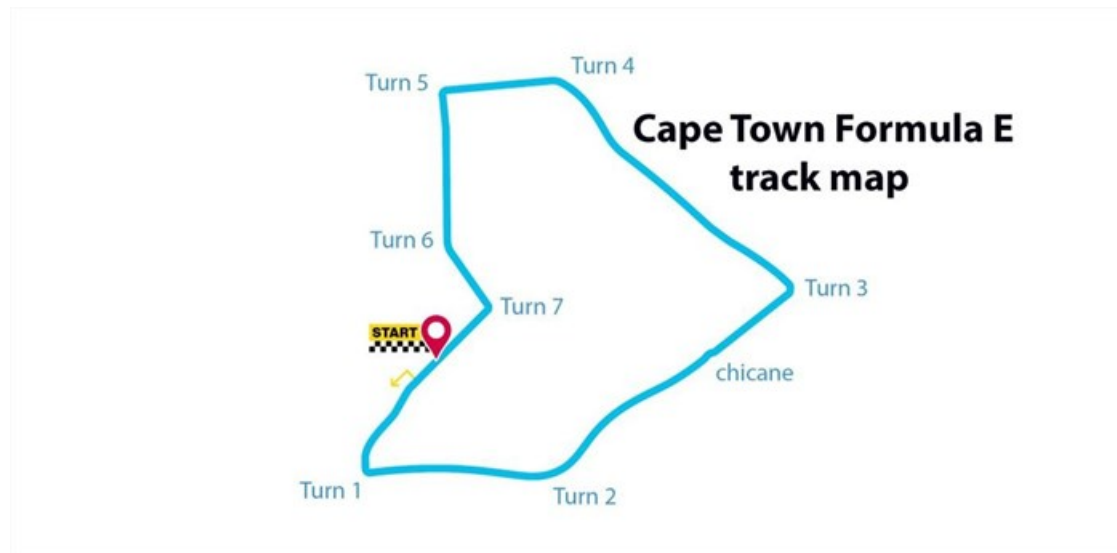 Turn 4
Turn 5
Cape Town Formula E
track map
Turn 6
Turn 3
Turn 7
START
chicane
Turn 1
Turn 2